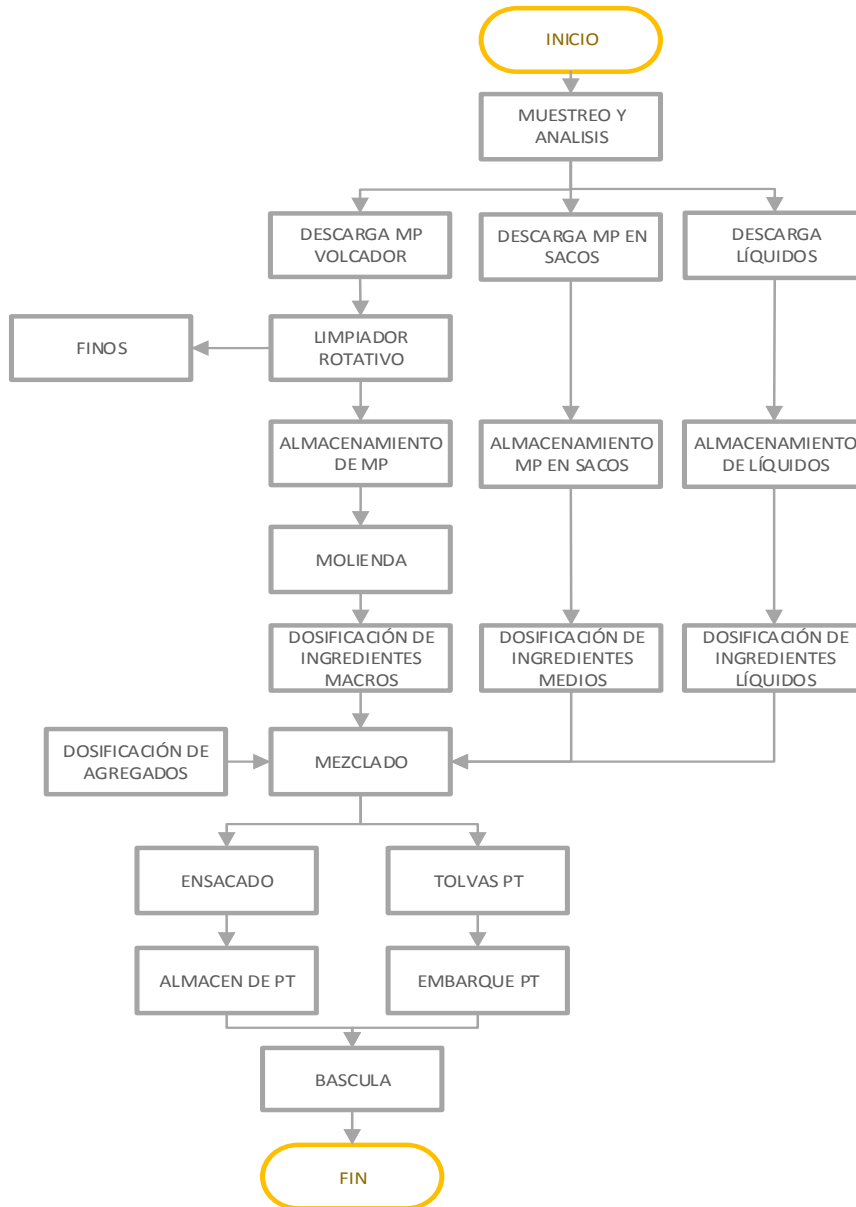 INICIO
MUESTREO Y
ANALISIS
DESCARGA MP
VOLCADOR
DESCARGA MP EN
SACOS
DESCARGA
LÍQUIDOS
FINOS
LIMPIADOR
ROTATIVO
ALMACENAMIENTO
DE MP
ALMACENAMIENTO
MP EN SACOS
ALMACENAMIENTO
DE LÍQUIDOS
MOLIENDA
DOSIFICACIÓN DE
INGREDIENTES
MACROS
DOSIFICACIÓN DE
INGREDIENTES
MEDIOS
DOSIFICACIÓN DE
INGREDIENTES
LÍQUIDOS
DOSIFICACIÓN DE
AGREGADOS
MEZCLADO
ENSACADO
TOLVAS PT
ALMACEN DE PT
EMBARQUE PT
BASCULA
FIN